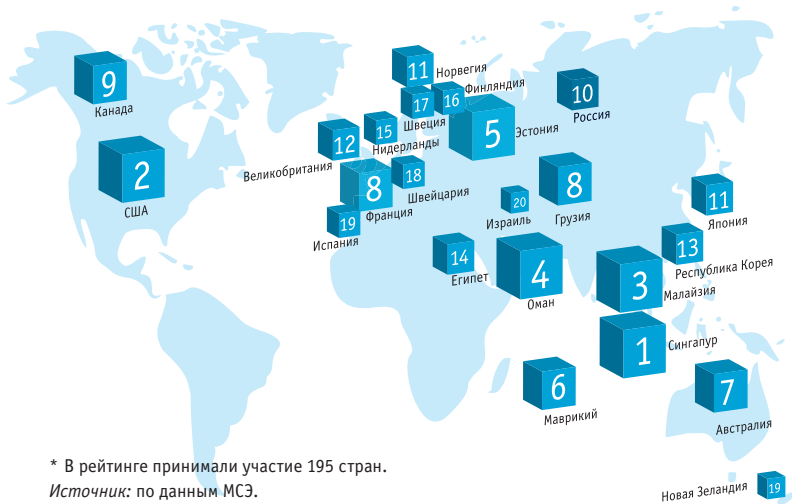 9
Канада
2
США
11
Норвегия
16
Финляндия
17
Швеция
15
Нидерланды
12
Великобритания
5
Эстония
10
Россия
8
Франция
18
Швейцария
19
Испания
20
Израиль
8
Грузия
11
Япония
13
Республика Корея
14
Египет
4
Оман
3
Малайзия
1
Сингапур
6
Маврикий
7
Австралия
19
Новая Зеландия
* В рейтинге принимали участие 195 стран.
Источник: по данным МСЭ.